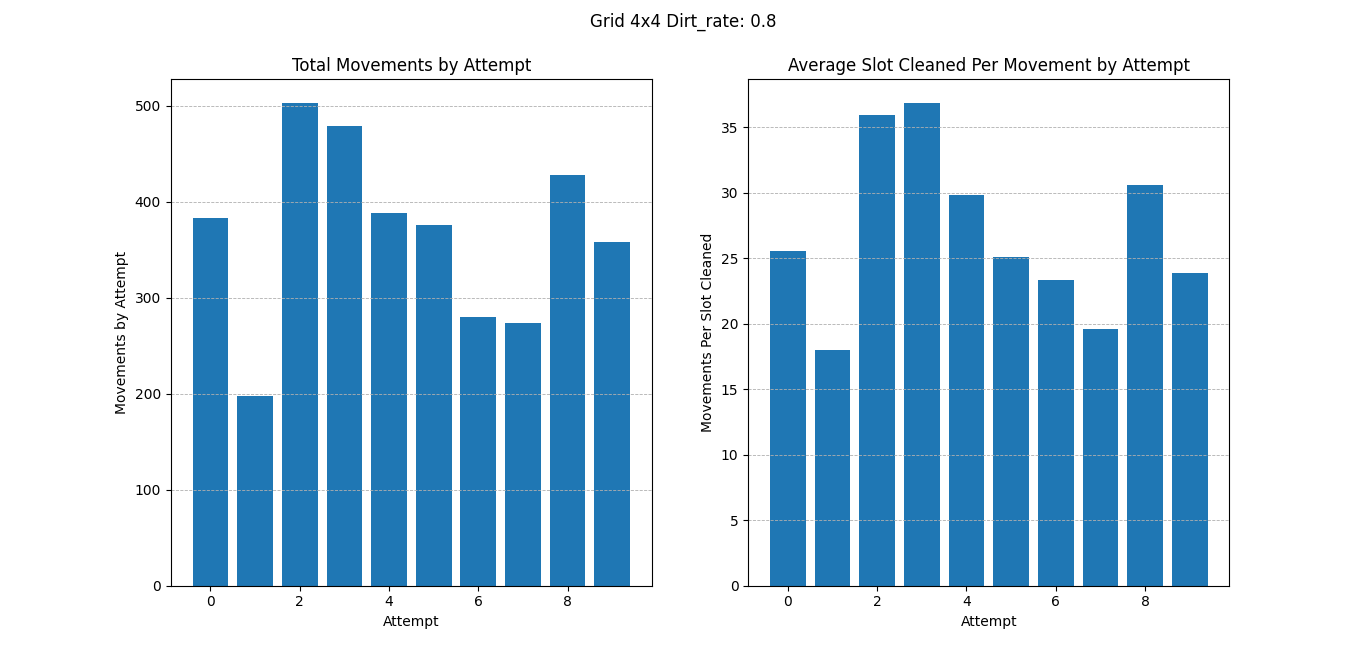 Grid 4x4 Dirt_rate: 0.8
Total Movements by Attempt
Movements by Attempt
500
400
300
200
100
0
0 2 4 6 8
Attempt
Average Slot Cleaned Per Movement by Attempt
Movements Per Slot Cleaned
35
30
25
20
15
10
5
0
0 2 4 6 8
Attempt